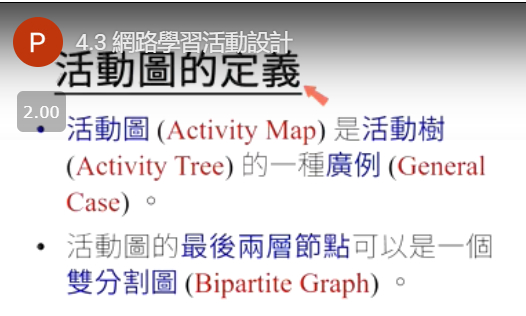 P
4.3 網路學習活動設計
活動圖的定義
2.00
• 活動圖 (Activity Map) 是活動樹
(Activity Tree) 的一種廣例 (General
Case) 。
• 活動圖的最後兩層節點可以是一個
雙分割圖 (Bipartite Graph) 。